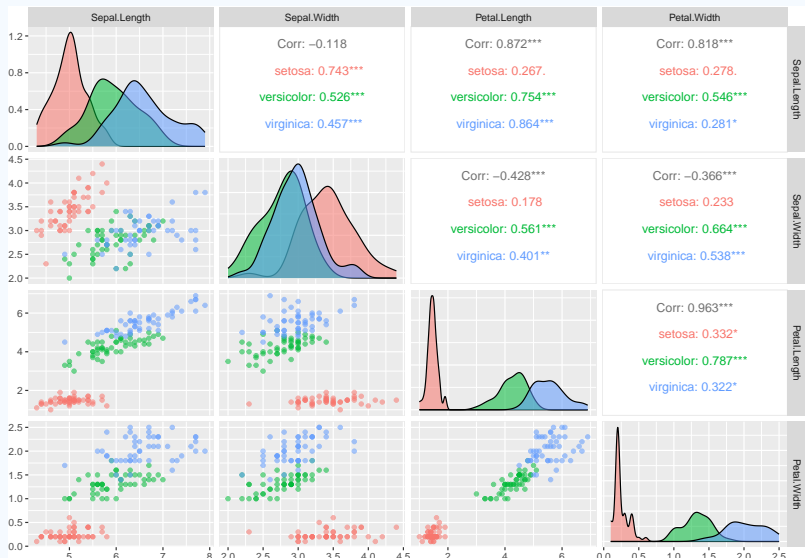 Sepal.Length Sepal.Width Petal.Length Petal.Width
1.2
0.8
0.4
0.0
Corr: −0.118
setosa: 0.743***
versicolor: 0.526***
virginica: 0.457***
Corr: 0.872***
setosa: 0.267.
versicolor: 0.754***
virginica: 0.864***
Corr: 0.818***
setosa: 0.278.
versicolor: 0.546***
virginica: 0.281*
Sepal.Length
4.5
4.0
3.5
3.0
2.5
2.0
Corr: −0.428***
setosa: 0.178
versicolor: 0.561***
virginica: 0.401**
Corr: −0.366***
setosa: 0.233
versicolor: 0.664***
virginica: 0.538***
Sepal.Width
6
4
2
Corr: 0.963***
setosa: 0.332*
versicolor: 0.787***
virginica: 0.322*
Petal.Length
2.5
2.0
1.5
1.0
0.5
0.0
Petal.Width
5 6 7 8 2.0 2.5 3.0 3.5 4.0 4.5 2 4 6 0.0 0.5 1.0 1.5 2.0 2.5